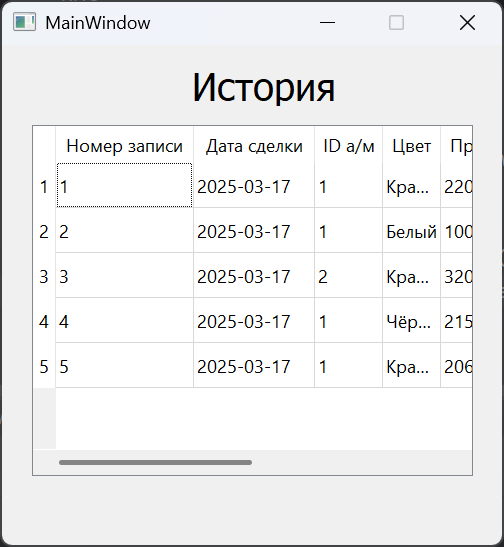 MainWindow
История
Номер записи Дата сделки ID а/м Цвет Пр
1 1 2025-03-17 1 Кра... 220
2 2 2025-03-17 1 Белый 100
3 3 2025-03-17 2 Кра... 320
4 4 2025-03-17 1 Чёр... 215
5 5 2025-03-17 1 Кра... 206